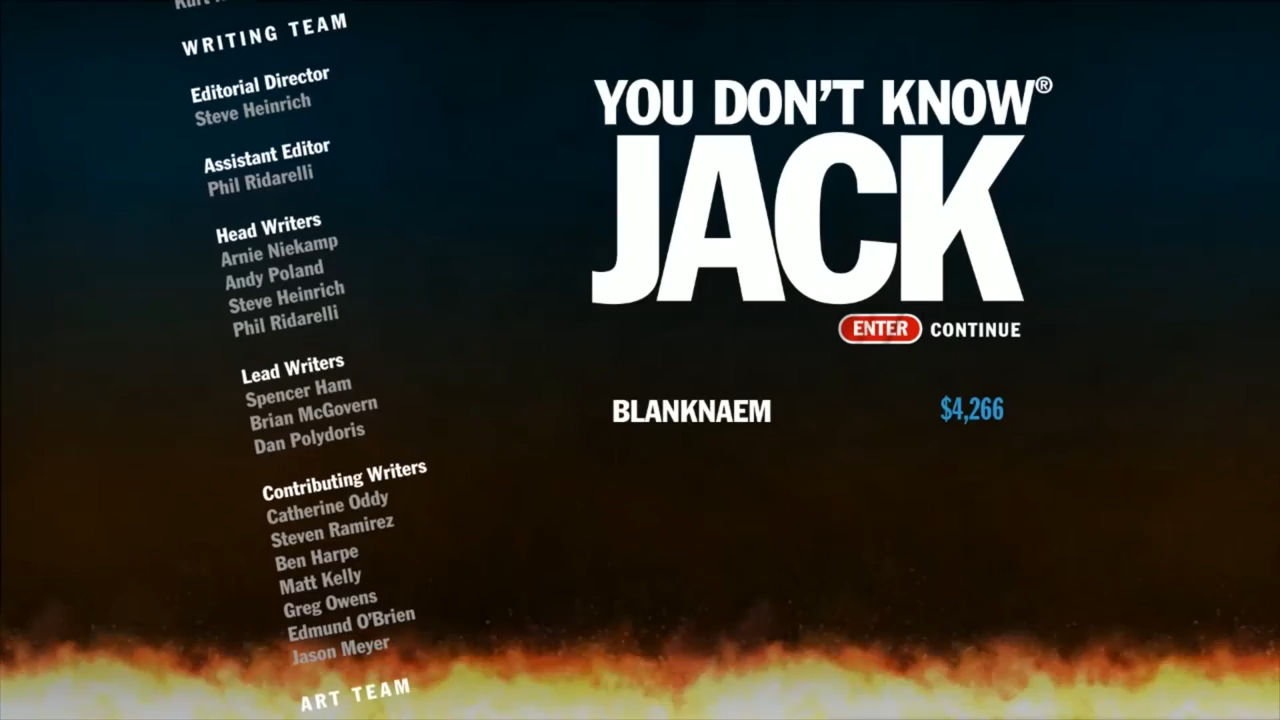 WRITING TEAM
Editorial Director
Steve Heinrich
Assistant Editor
Phil Ridarelli
Head Writers
Arnie Niekamp
Andy Poland
Steve Heinrich
Phil Ridarelli
Lead Writers
Spencer Ham
Brian McGovern
Dan Polydoris
Contributing Writers
Catherine Oddy
Steven Ramirez
Ben Harpe
Matt Kelly
Greg Owens
Edmund O'Brien
Jason Meyer
ART TEAM
YOU DON'T KNOW®
JACK
ENTER CONTINUE
BLANKNAEM $4,266